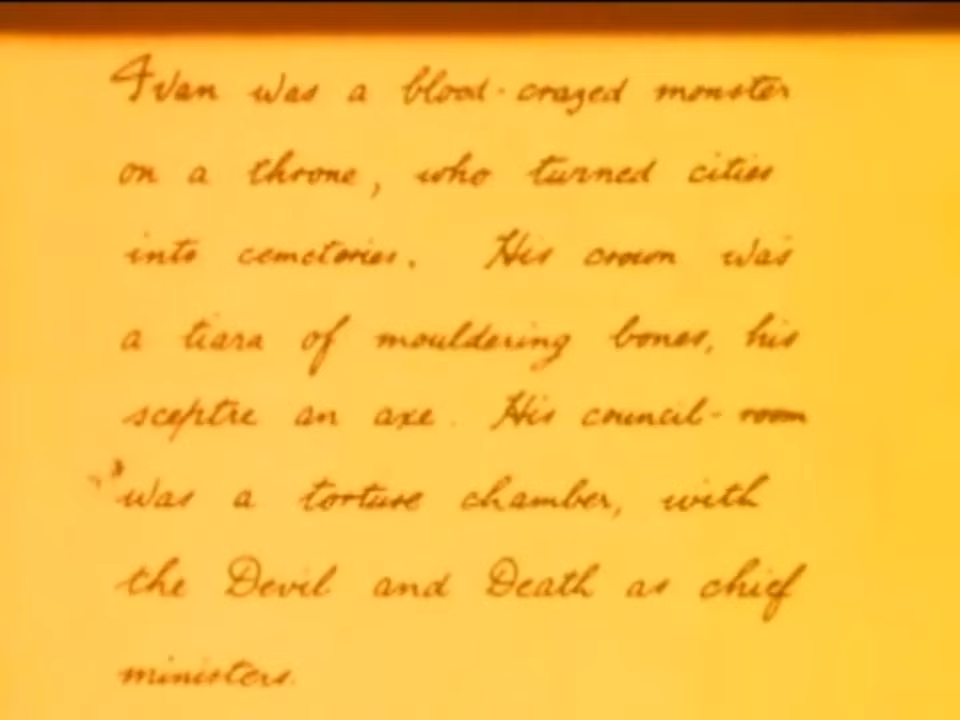 Ivan was a blood-crazed monster
on a throne, who turned cities
into cemeteries. His crown was
a tiara of mouldering bones, his
sceptre an axe. His council-room
was a torture chamber, with
the Devil and Death as chief
ministers.